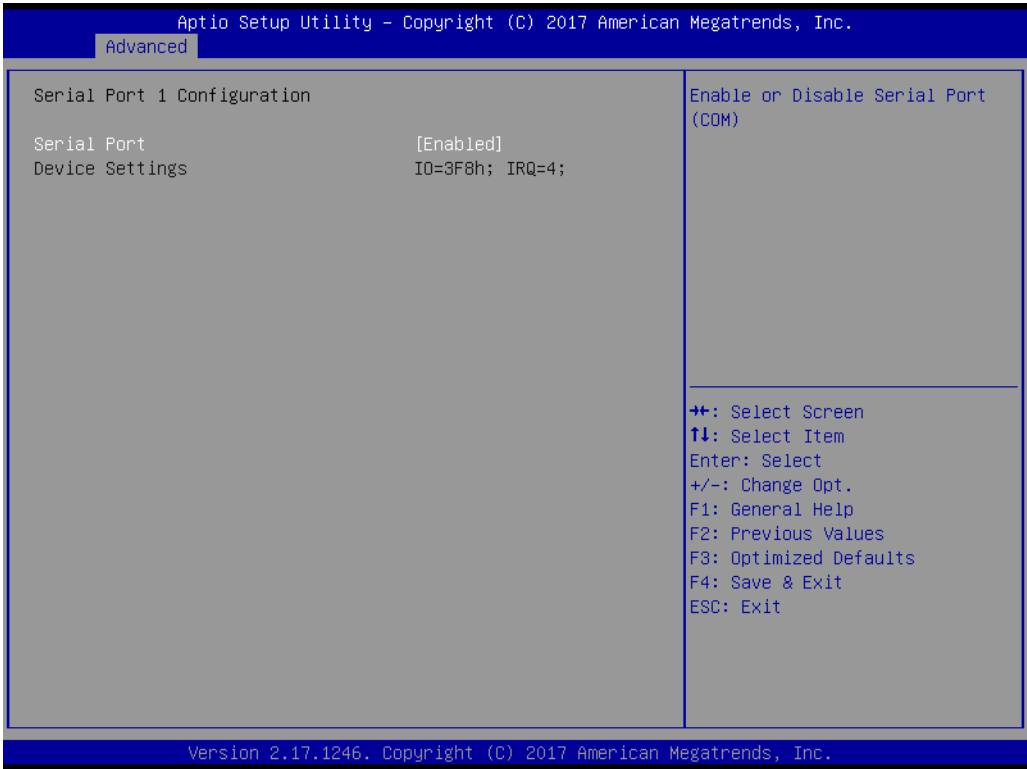 Aptio Setup Utility – Copyright (C) 2017 American Megatrends, Inc.
Advanced
Serial Port 1 Configuration
Serial Port [Enabled]
Device Settings IO=3F8h; IRQ=4;
Enable or Disable Serial Port
(COM)
→←: Select Screen
↑↓: Select Item
Enter: Select
+/-: Change Opt.
F1: General Help
F2: Previous Values
F3: Optimized Defaults
F4: Save & Exit
ESC: Exit
Version 2.17.1246. Copyright (C) 2017 American Megatrends, Inc.